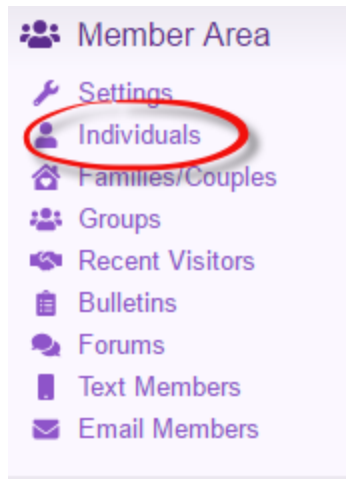 Member Area
Settings
Individuals
Families/Couples
Groups
Recent Visitors
Bulletins
Forums
Text Members
Email Members